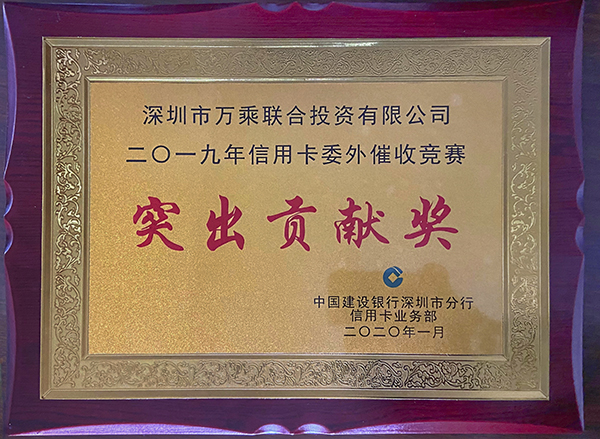 深圳市万乘联合投资有限公司
二〇一九年信用卡委外催收竞赛
突出贡献奖
中国建设银行深圳市分行
信用卡业务部
二〇二〇年一月